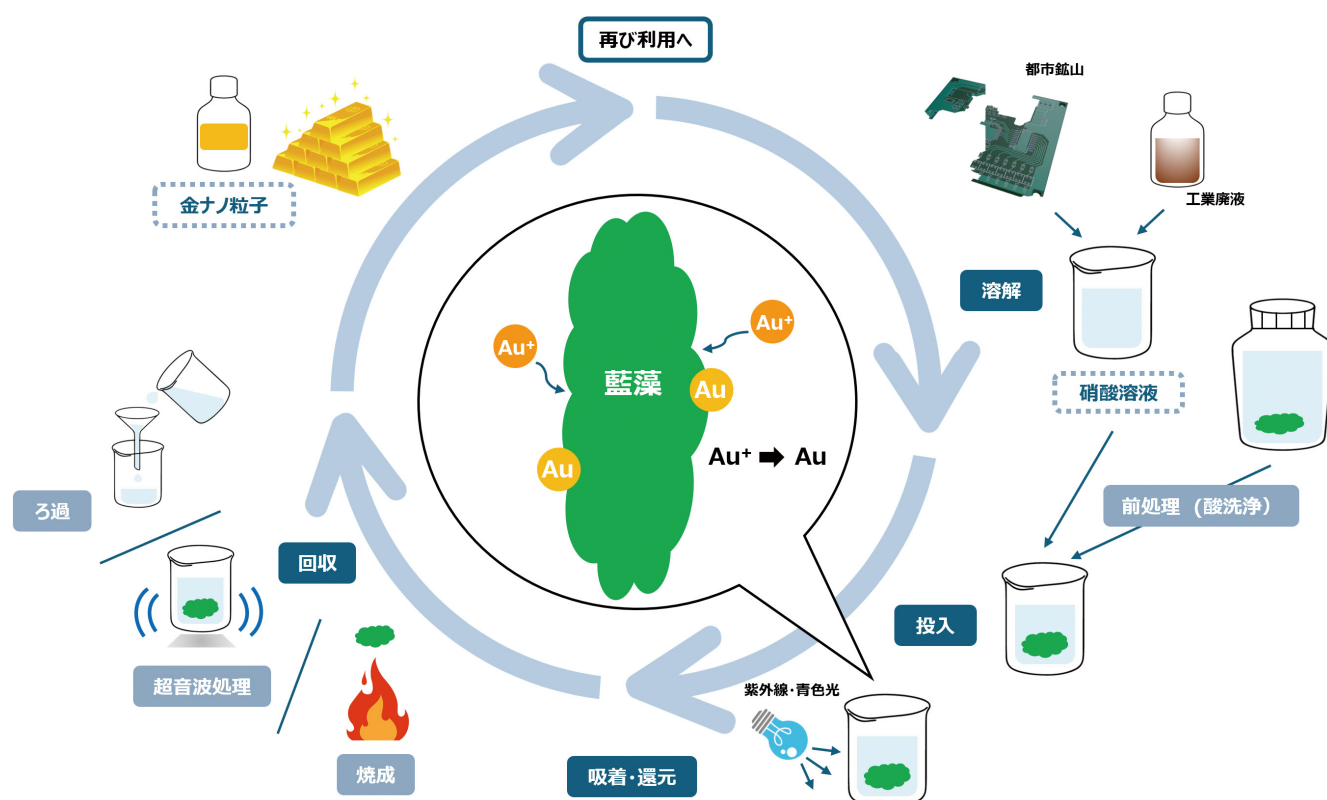 再び利用へ
都市鉱山
工業廃液
溶解
硝酸溶液
前処理 (酸洗浄)
投入
紫外線・青色光
吸着・還元
焼成
超音波処理
回収
ろ過
金ナノ粒子
Au⁺
Au⁺
藍藻
Au
Au
Au⁺ ➡ Au